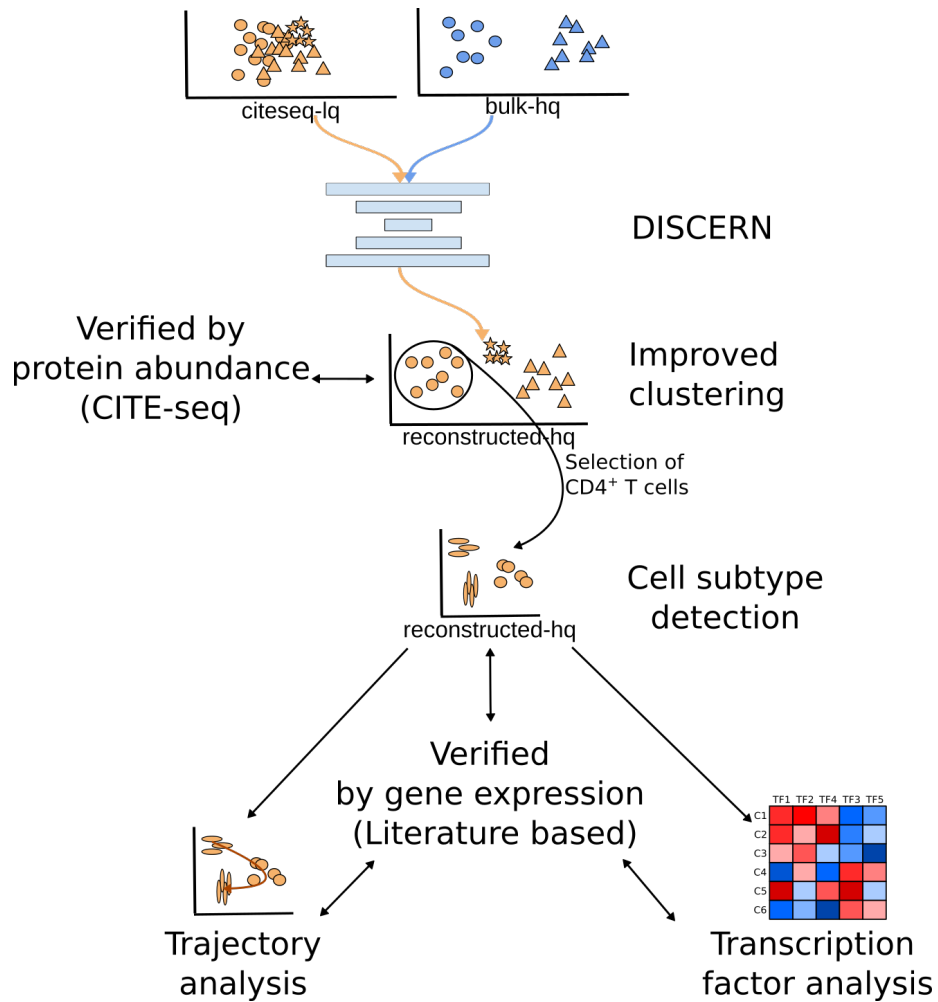 citeseq-lq
bulk-hq
DISCERN
Verified by
protein abundance
(CITE-seq)
Improved
clustering
reconstructed-hq
Selection of
CD4⁺ T cells
Cell subtype
detection
reconstructed-hq
Verified
by gene expression
(Literature based)
TF1 TF2 TF4 TF3 TF5
C1
C2
C3
C4
C5
C6
Trajectory
analysis
Transcription
factor analysis